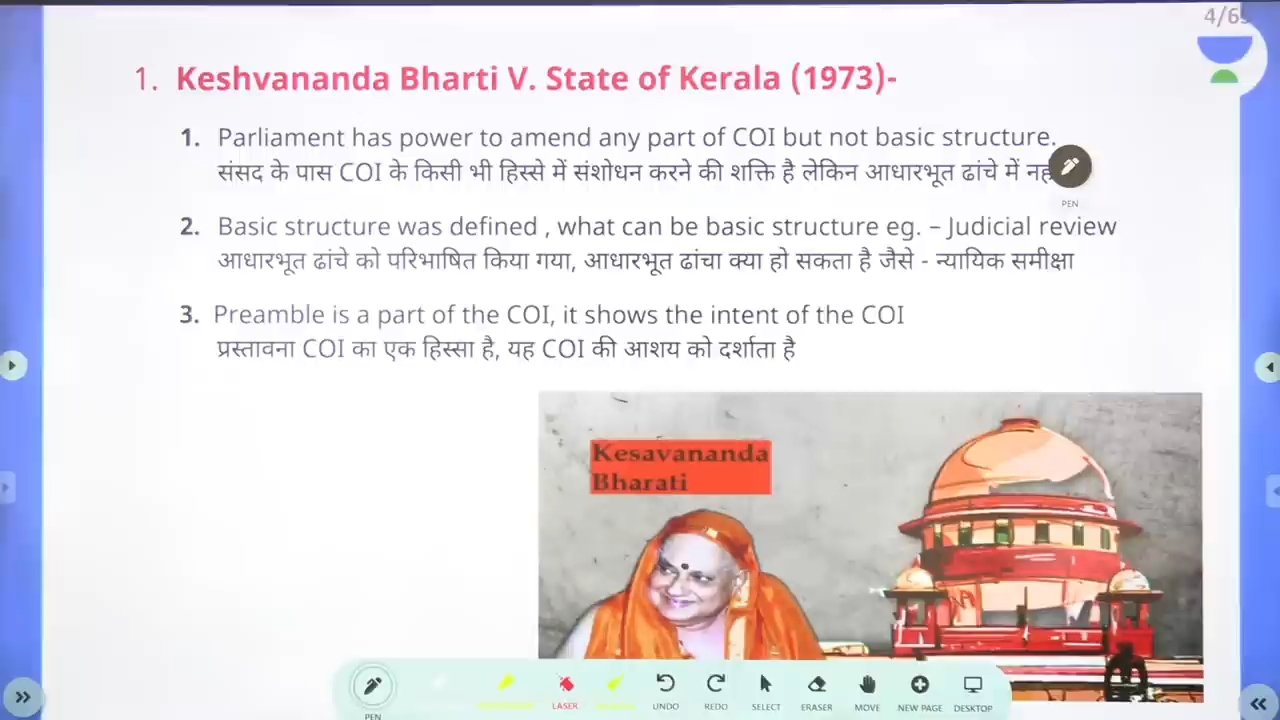 4/6
1. Keshvananda Bharti V. State of Kerala (1973)-
1. Parliament has power to amend any part of COI but not basic structure.
संसद के पास COI के किसी भी हिस्से में संशोधन करने की शक्ति है लेकिन आधारभूत ढांचे में
PEN
2. Basic structure was defined , what can be basic structure eg. – Judicial review
आधारभूत ढांचे को परिभाषित किया गया, आधारभूत ढांचा क्या हो सकता है जैसे - न्यायिक समीक्षा
3. Preamble is a part of the COI, it shows the intent of the COI
प्रस्तावना COI का एक हिस्सा है, यह COI की आशय को दर्शाता है
Kesavananda
Bharati
PEN LASER UNDO REDO SELECT ERASER MOVE NEW PAGE DESKTOP